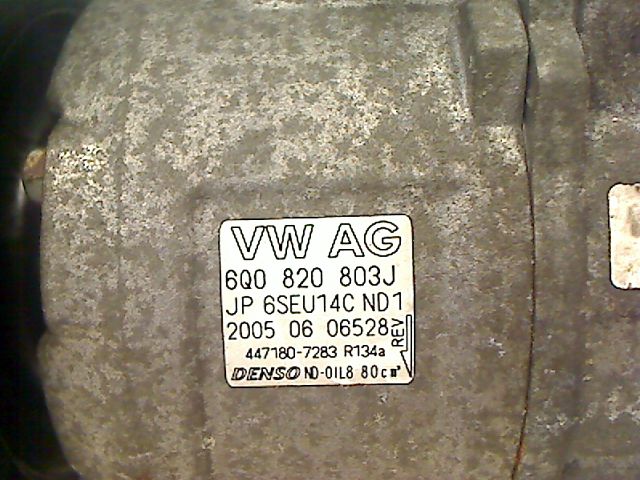 VW AG
6Q0 820 803J
JP 6SEU14C ND1
2005 06 06528
REV
447180-7283 R134a
DENSO ND-OIL8 80cm³